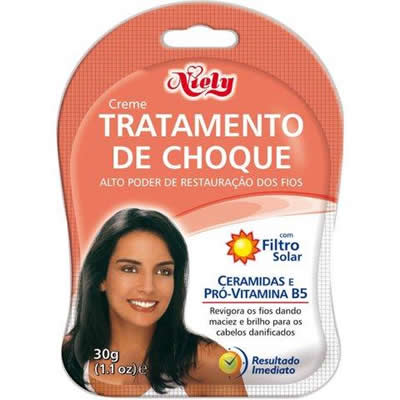 Niely
Creme
TRATAMENTO
DE CHOQUE
ALTO PODER DE RESTAURAÇÃO DOS FIOS
com
Filtro
Solar
CERAMIDAS E
PRÓ-VITAMINA B5
Revigora os fios dando
maciez e brilho para os
cabelos danificados
30g
(1.1 oz) e
Resultado
Imediato